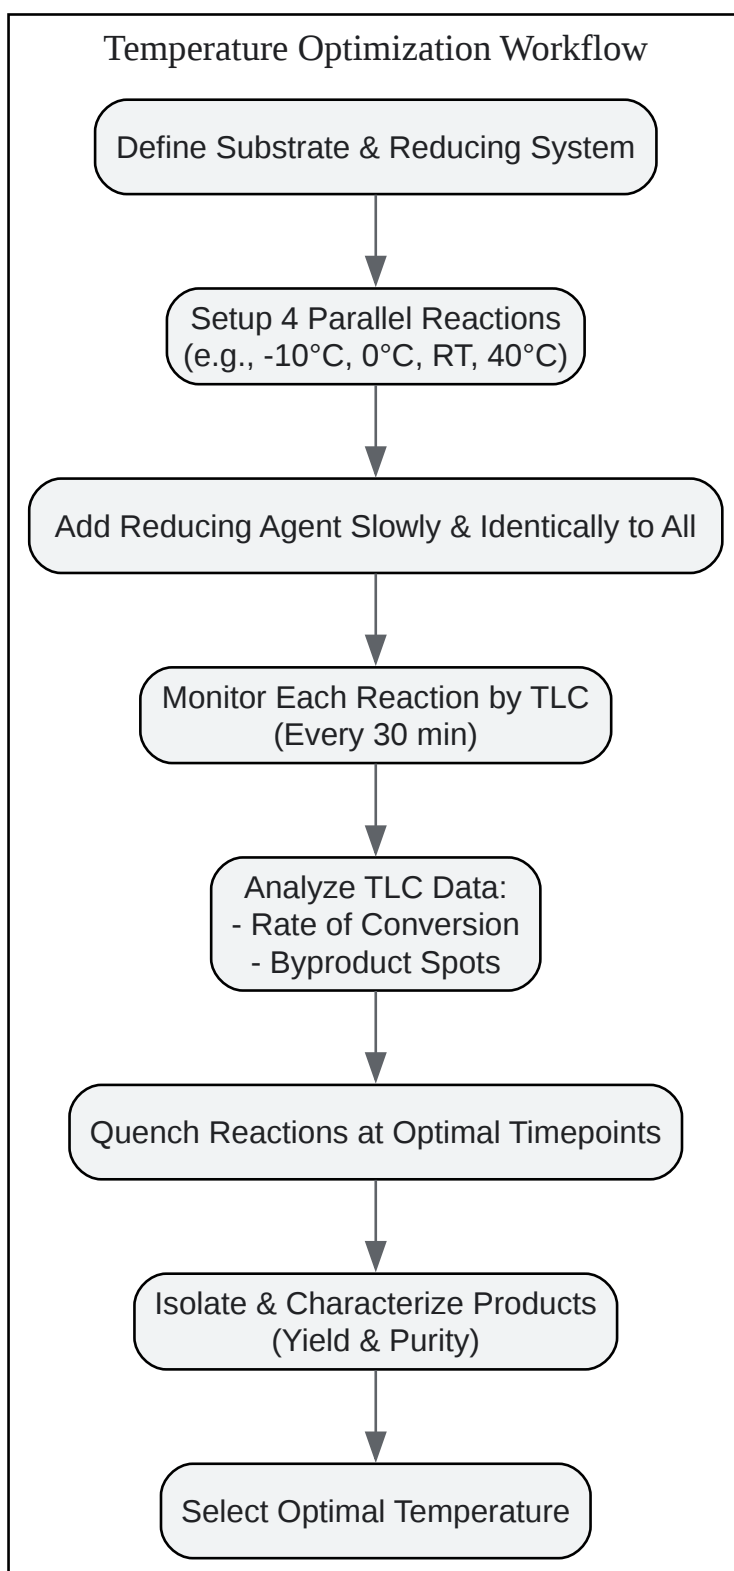 Temperature Optimization Workflow
Define Substrate & Reducing System
Setup 4 Parallel Reactions
(e.g., -10°C, 0°C, RT, 40°C)
Add Reducing Agent Slowly & Identically to All
Monitor Each Reaction by TLC
(Every 30 min)
Analyze TLC Data:
- Rate of Conversion
- Byproduct Spots
Quench Reactions at Optimal Timepoints
Isolate & Characterize Products
(Yield & Purity)
Select Optimal Temperature